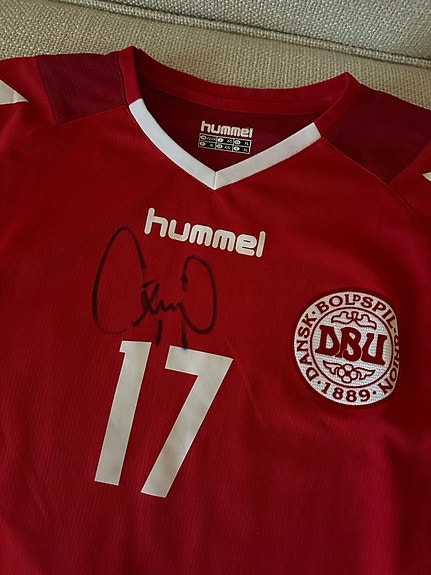 hummel
hummel
17
DANSK · BOLDSPIL-UNION
DBU
· 1889 ·